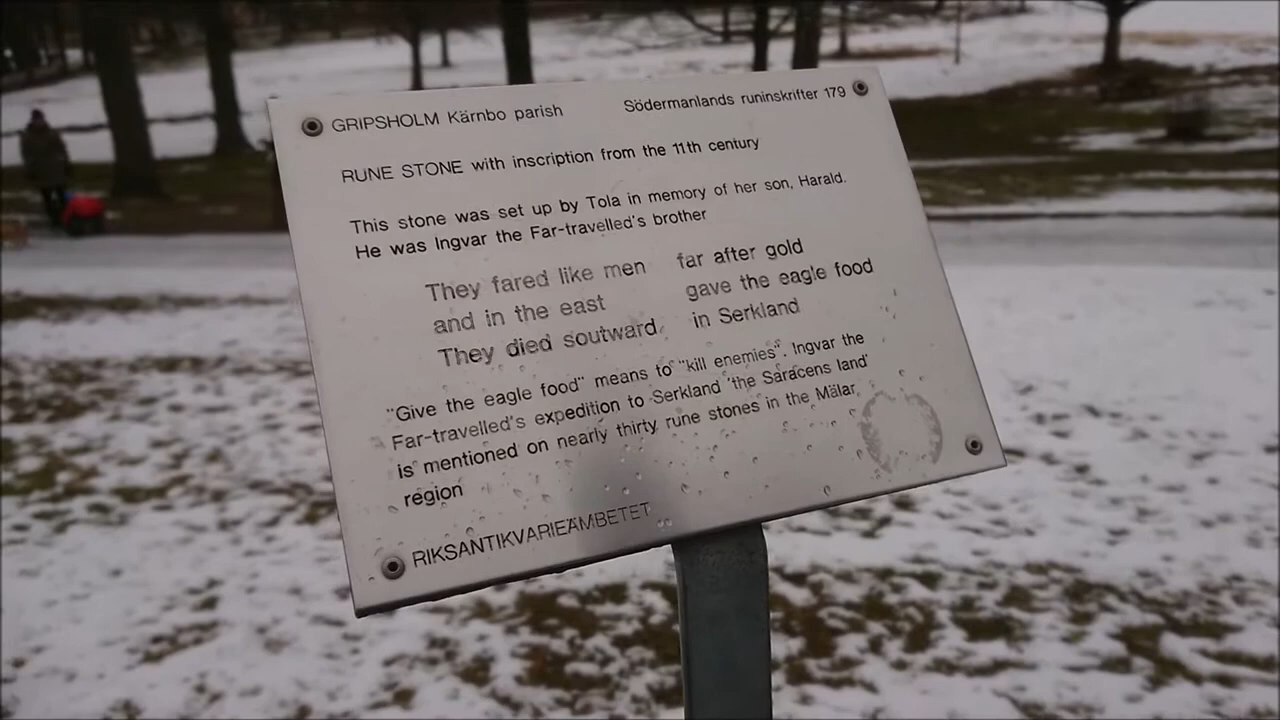 GRIPSHOLM Kärnbo parish Södermanlands runinskrifter 179
RUNE STONE with inscription from the 11th century
This stone was set up by Tola in memory of her son, Harald.
He was Ingvar the Far-travelled's brother
They fared like men far after gold
and in the east gave the eagle food
They died soutward in Serkland
"Give the eagle food" means to "kill enemies". Ingvar the
Far-travelled's expedition to Serkland 'the Saracens land'
is mentioned on nearly thirty rune stones in the Mälar
region
RIKSANTIKVARIEÄMBETET